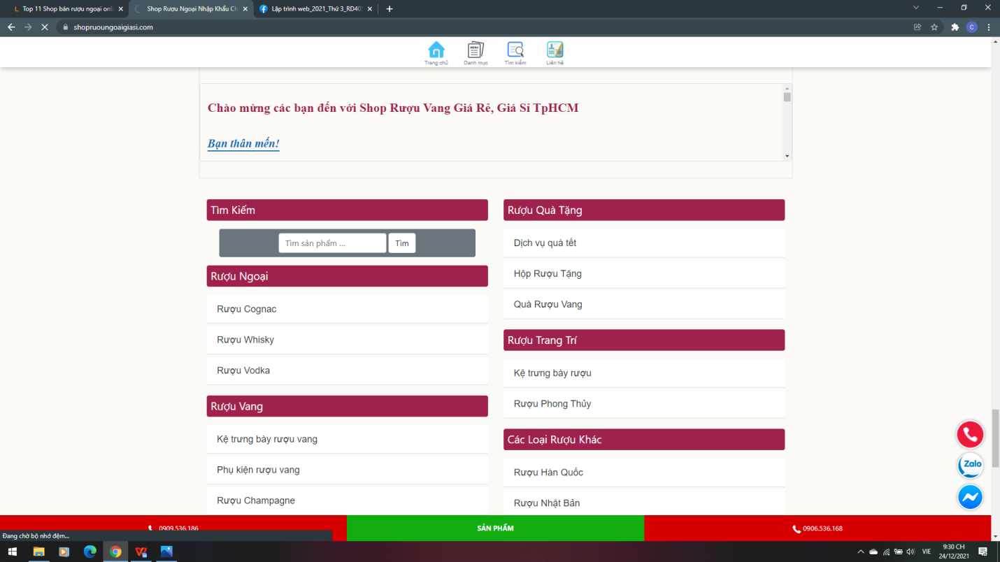 Top 11 Shop bán rượu ngoại onli
Shop Rượu Ngoại Nhập Khẩu Ch
Lập trình web_2021_Thứ 3_RD40
shopruoungoaigiasi.com
C
MENU
Trang chủ
Danh mục
Tìm kiếm
Liên hệ
Chào mừng các bạn đến với Shop Rượu Vang Giá Rẻ, Giá Sỉ TpHCM
Bạn thân mến!
Tìm Kiếm
Tìm sản phẩm ...
Tìm
Rượu Ngoại
Rượu Cognac
Rượu Whisky
Rượu Vodka
Rượu Vang
Kệ trưng bày rượu vang
Phụ kiện rượu vang
Rượu Champagne
Rượu Quà Tặng
Dịch vụ quà tết
Hộp Rượu Tặng
Quà Rượu Vang
Rượu Trang Trí
Kệ trưng bày rượu
Rượu Phong Thủy
Các Loại Rượu Khác
Rượu Hàn Quốc
Rượu Nhật Bản
Zalo
0909.536.186
SẢN PHẨM
0906.536.168
Đang chờ bộ nhớ đệm...
VIE
9:30 CH
24/12/2021